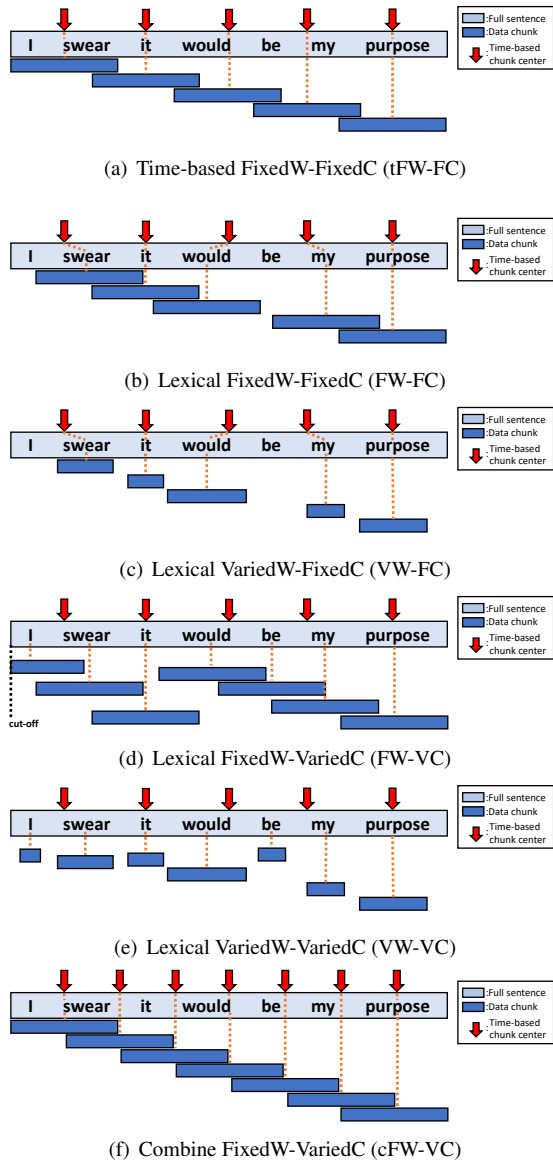 I swear it would be my purpose
:Full sentence
:Data chunk
:Time-based
chunk center
(a) Time-based FixedW-FixedC (tFW-FC)
I swear it would be my purpose
:Full sentence
:Data chunk
:Time-based
chunk center
(b) Lexical FixedW-FixedC (FW-FC)
I swear it would be my purpose
:Full sentence
:Data chunk
:Time-based
chunk center
(c) Lexical VariedW-FixedC (VW-FC)
I swear it would be my purpose
:Full sentence
:Data chunk
:Time-based
chunk center
cut-off
(d) Lexical FixedW-VariedC (FW-VC)
I swear it would be my purpose
:Full sentence
:Data chunk
:Time-based
chunk center
(e) Lexical VariedW-VariedC (VW-VC)
I swear it would be my purpose
:Full sentence
:Data chunk
:Time-based
chunk center
(f) Combine FixedW-VariedC (cFW-VC)